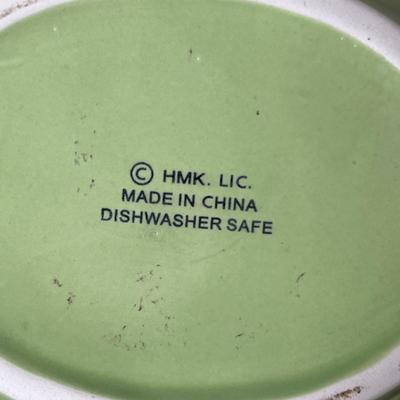 © HMK. LIC.
MADE IN CHINA
DISHWASHER SAFE